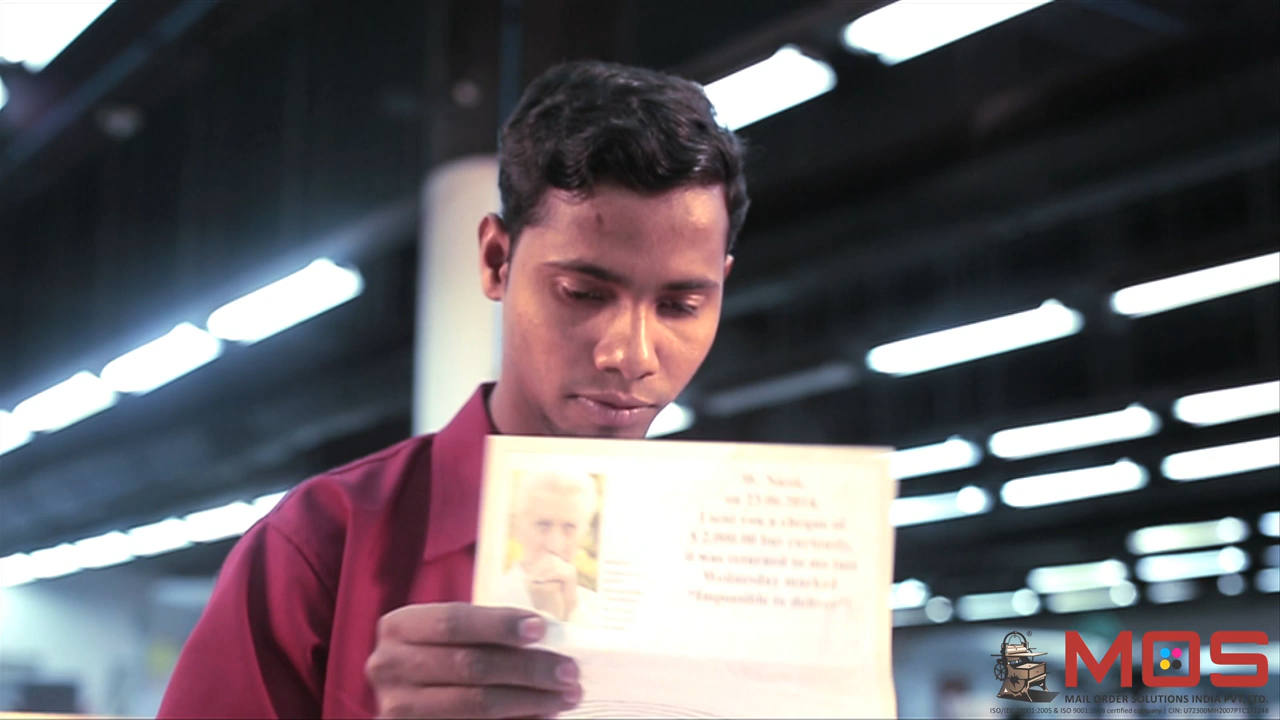 W. Nicol,
on 23/06/2014,
I sent you a cheque of
$ 2,000.00 but curiously,
it was returned to me last
Wednesday marked
"Impossible to deliver"!
MOS
MAIL ORDER SOLUTIONS INDIA PVT. LTD.